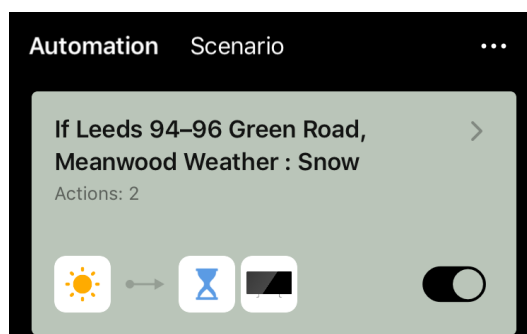 Automation Scenario
If Leeds 94–96 Green Road,
Meanwood Weather : Snow
Actions: 2